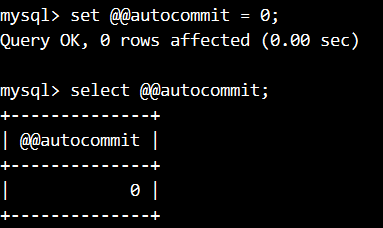 mysql> set @@autocommit = 0;
Query OK, 0 rows affected (0.00 sec)
mysql> select @@autocommit;
+--------------+
| @@autocommit |
+--------------+
|            0 |
+--------------+